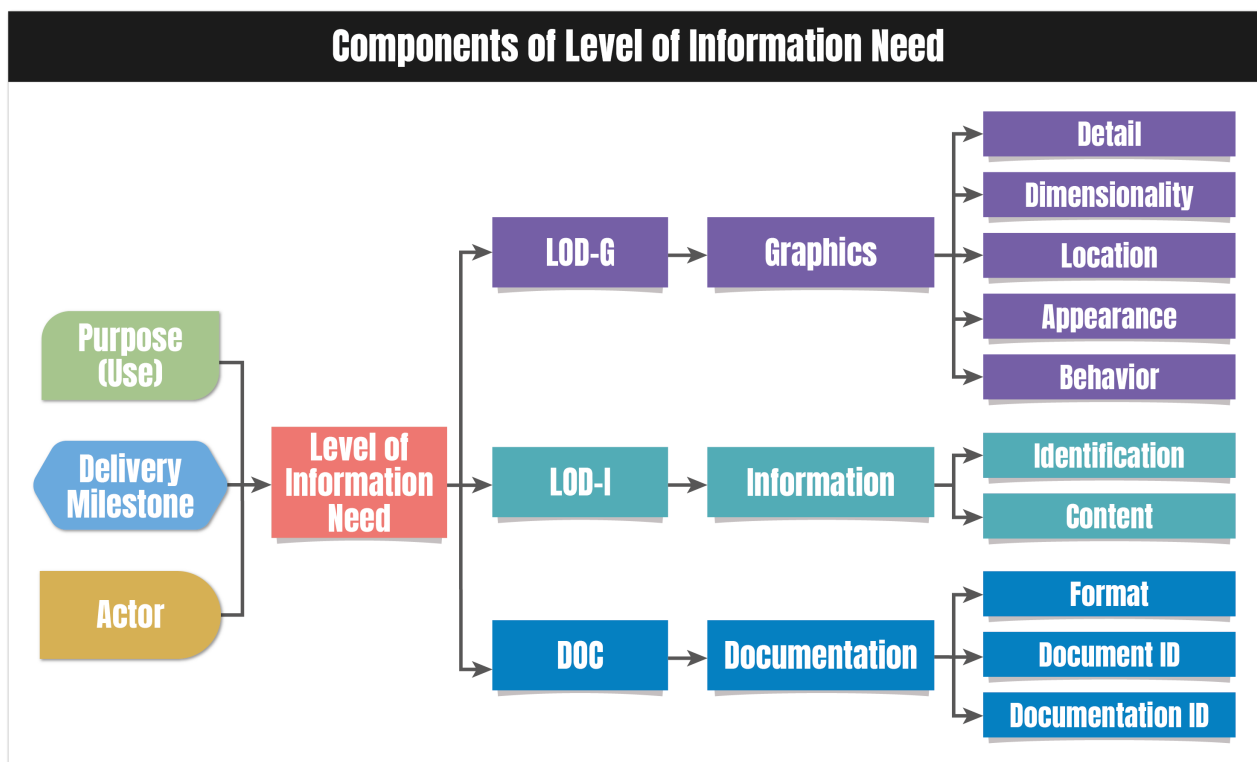 Components of Level of Information Need
Purpose
(Use)
Delivery
Milestone
Actor
Level of
Information
Need
LOD-G
Graphics
Detail
Dimensionality
Location
Appearance
Behavior
LOD-I
Information
Identification
Content
DOC
Documentation
Format
Document ID
Documentation ID